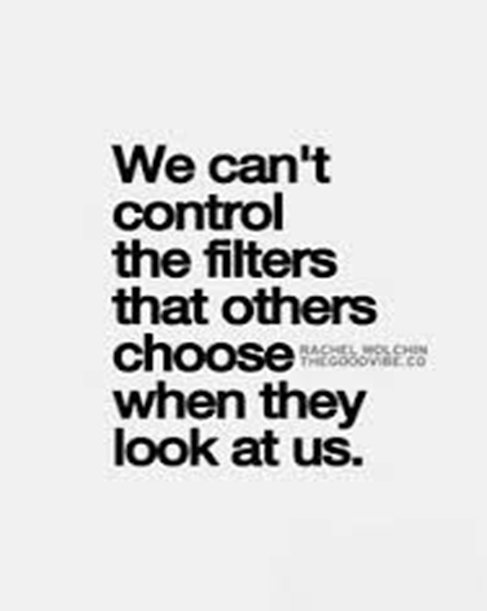 We can't
control
the filters
that others
choose
RACHEL WOLCHIN
THEGOODVIBE.CO
when they
look at us.